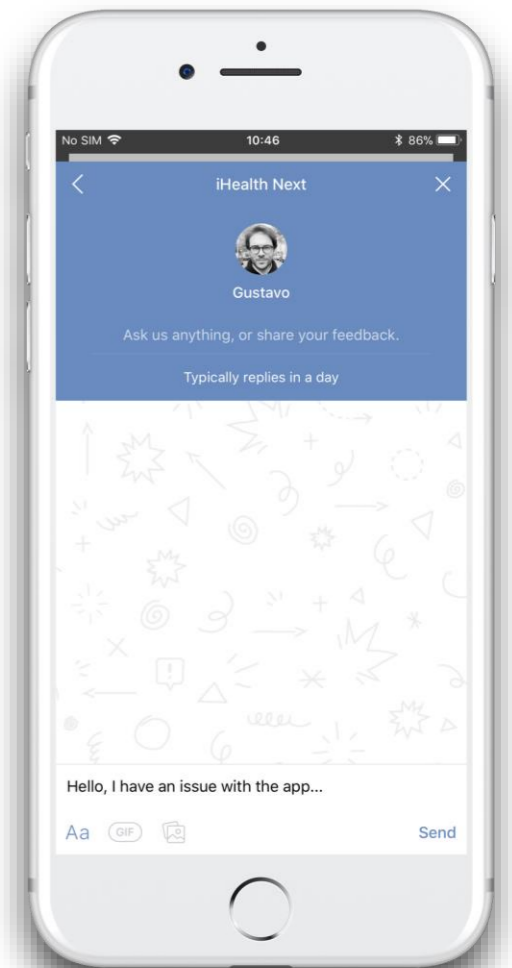 No SIM 10:46 86%
iHealth Next
Gustavo
Ask us anything, or share your feedback.
Typically replies in a day
Hello, I have an issue with the app...
Aa GIF Send